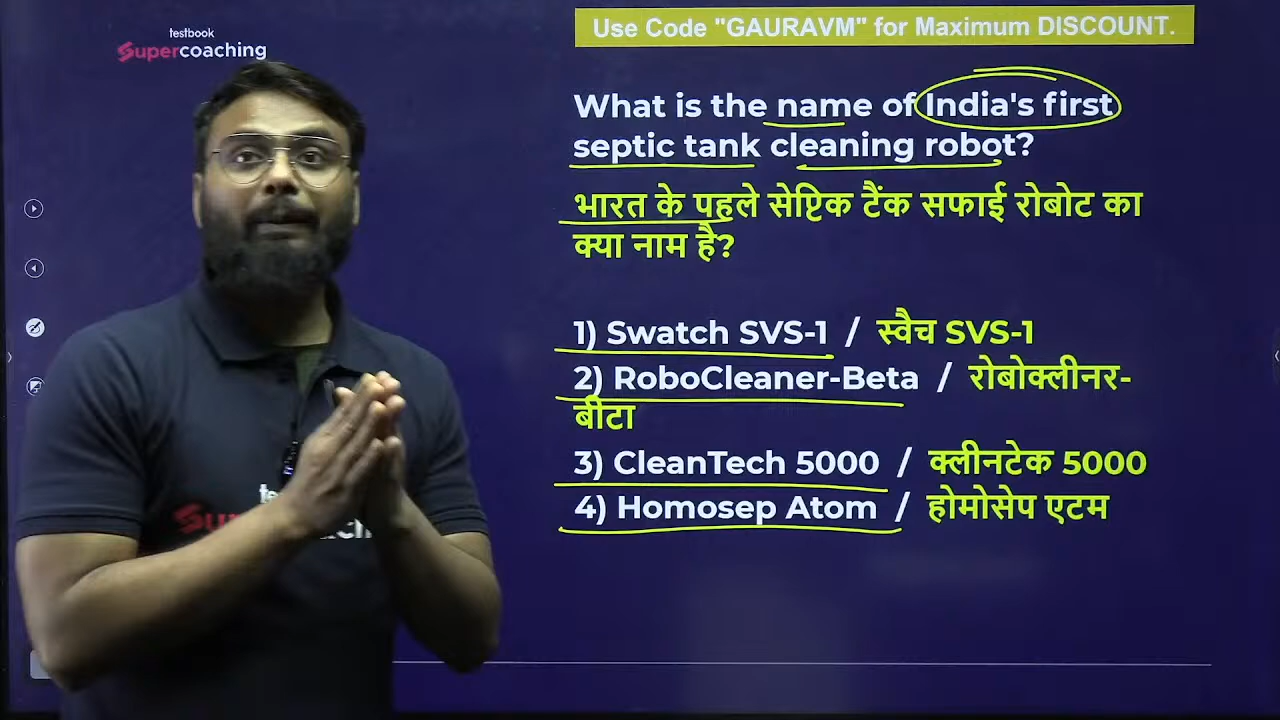 testbook
Supercoaching
Use Code "GAURAVM" for Maximum DISCOUNT.
What is the name of India's first
septic tank cleaning robot?
भारत के पहले सेप्टिक टैंक सफाई रोबोट का
क्या नाम है?
1) Swatch SVS-1 / स्वैच SVS-1
2) RoboCleaner-Beta / रोबोक्लीनर-
बीटा
3) CleanTech 5000 / क्लीनटेक 5000
4) Homosep Atom / होमोसेप एटम